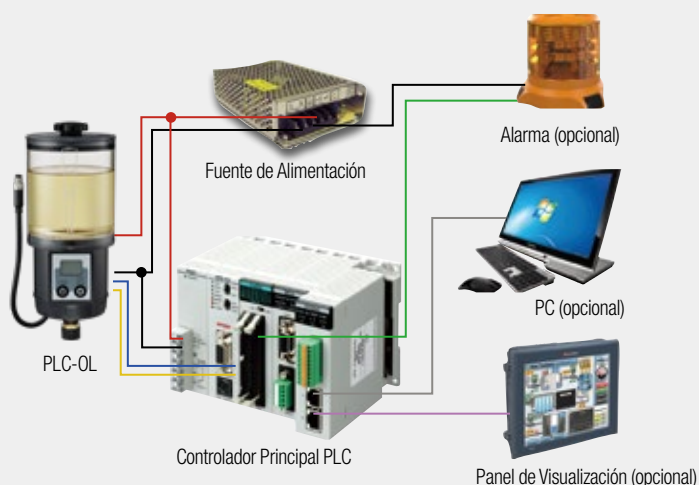 Alarma (opcional)
Fuente de Alimentación
PC (opcional)
PLC-OL
Controlador Principal PLC
Panel de Visualización (opcional)